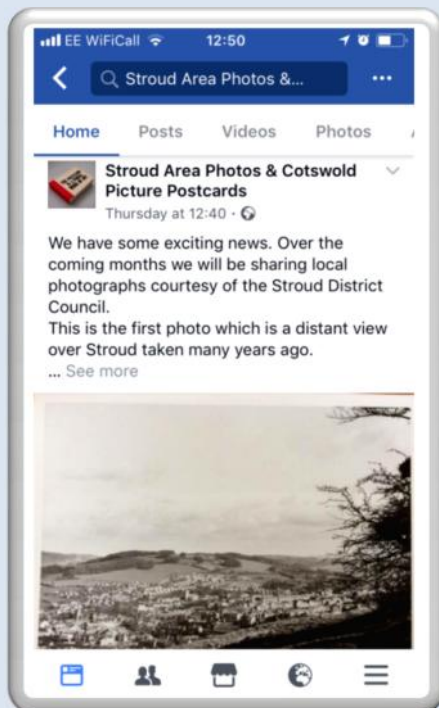 EE WiFiCall 12:50
Stroud Area Photos &...
Home Posts Videos Photos
Stroud Area Photos & Cotswold
Picture Postcards
Thursday at 12:40 ·
We have some exciting news. Over the
coming months we will be sharing local
photographs courtesy of the Stroud District
Council.
This is the first photo which is a distant view
over Stroud taken many years ago.
... See more